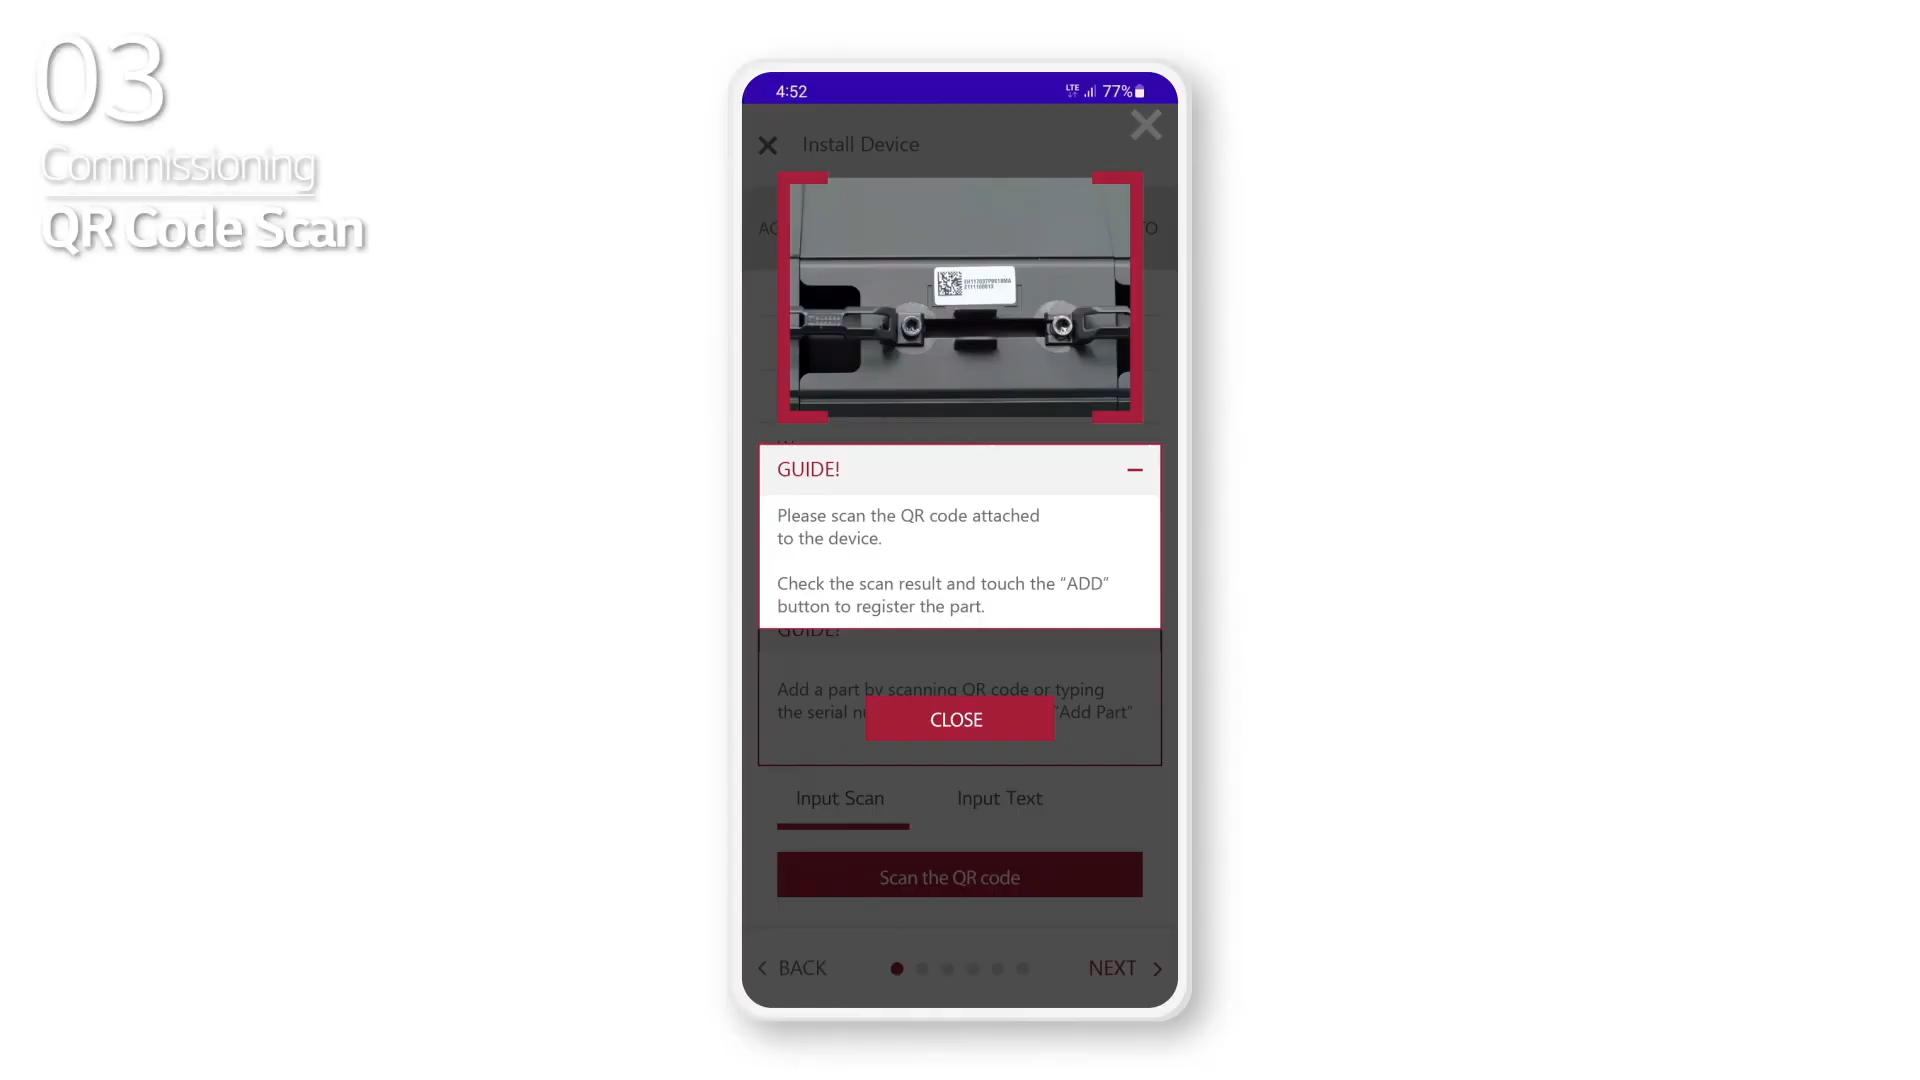 03
Commissioning
QR Code Scan
4:52
LTE
77%
Install Device
GUIDE!
Please scan the QR code attached
to the device.
Check the scan result and touch the “ADD”
button to register the part.
GUIDE!
Add a part by scanning QR code or typing
the serial “Add Part”
CLOSE
Input Scan
Input Text
Scan the QR code
BACK
NEXT